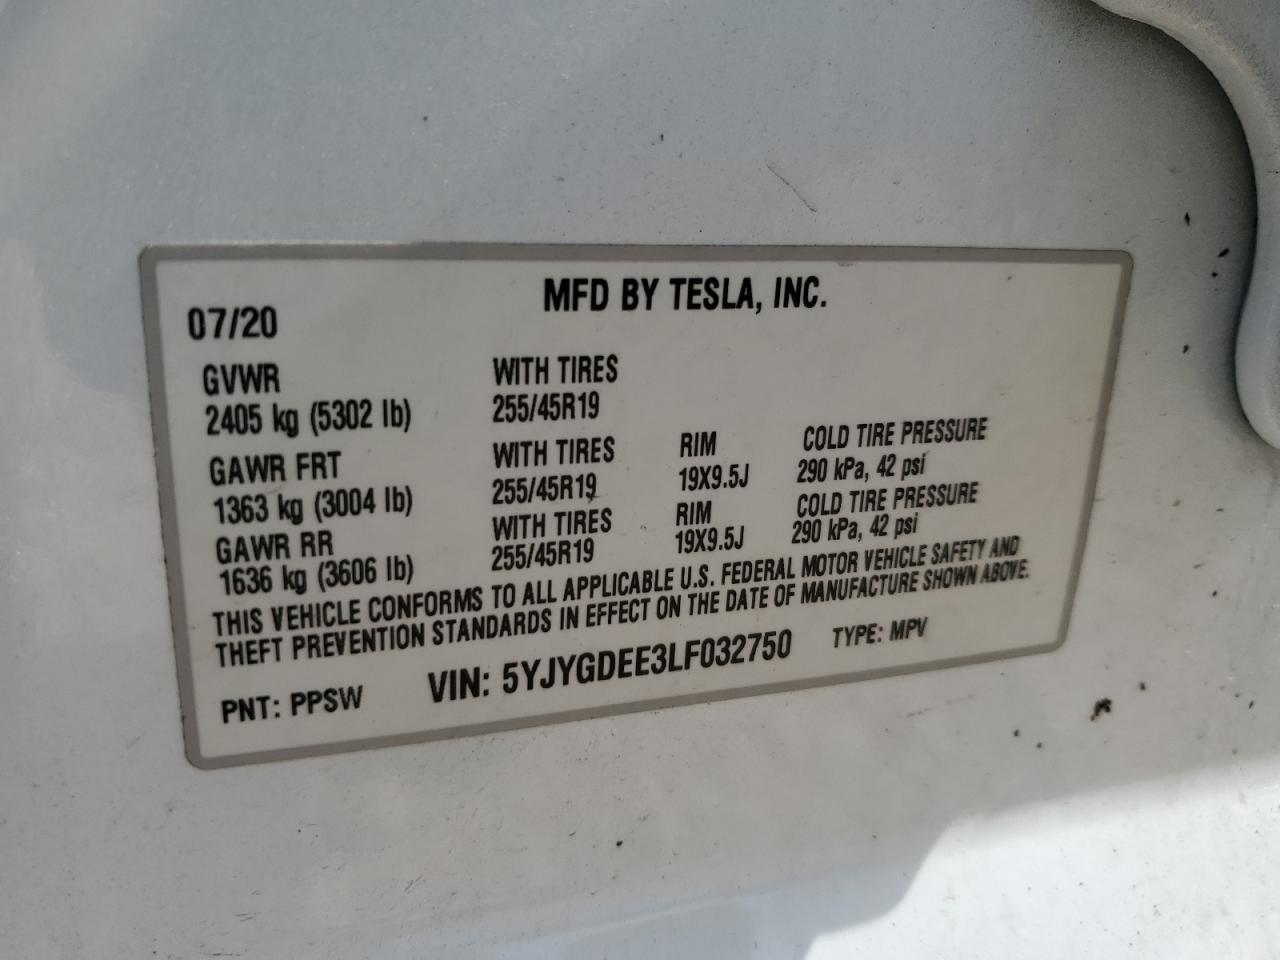 MFD BY TESLA, INC.
07/20
GVWR WITH TIRES
2405 kg (5302 lb) 255/45R19
GAWR FRT WITH TIRES RIM COLD TIRE PRESSURE
1363 kg (3004 lb) 255/45R19 19X9.5J 290 kPa, 42 psi
GAWR RR WITH TIRES RIM COLD TIRE PRESSURE
1636 kg (3606 lb) 255/45R19 19X9.5J 290 kPa, 42 psi
THIS VEHICLE CONFORMS TO ALL APPLICABLE U.S. FEDERAL MOTOR VEHICLE SAFETY AND
THEFT PREVENTION STANDARDS IN EFFECT ON THE DATE OF MANUFACTURE SHOWN ABOVE.
PNT: PPSW VIN: 5YJYGDEE3LF032750 TYPE: MPV